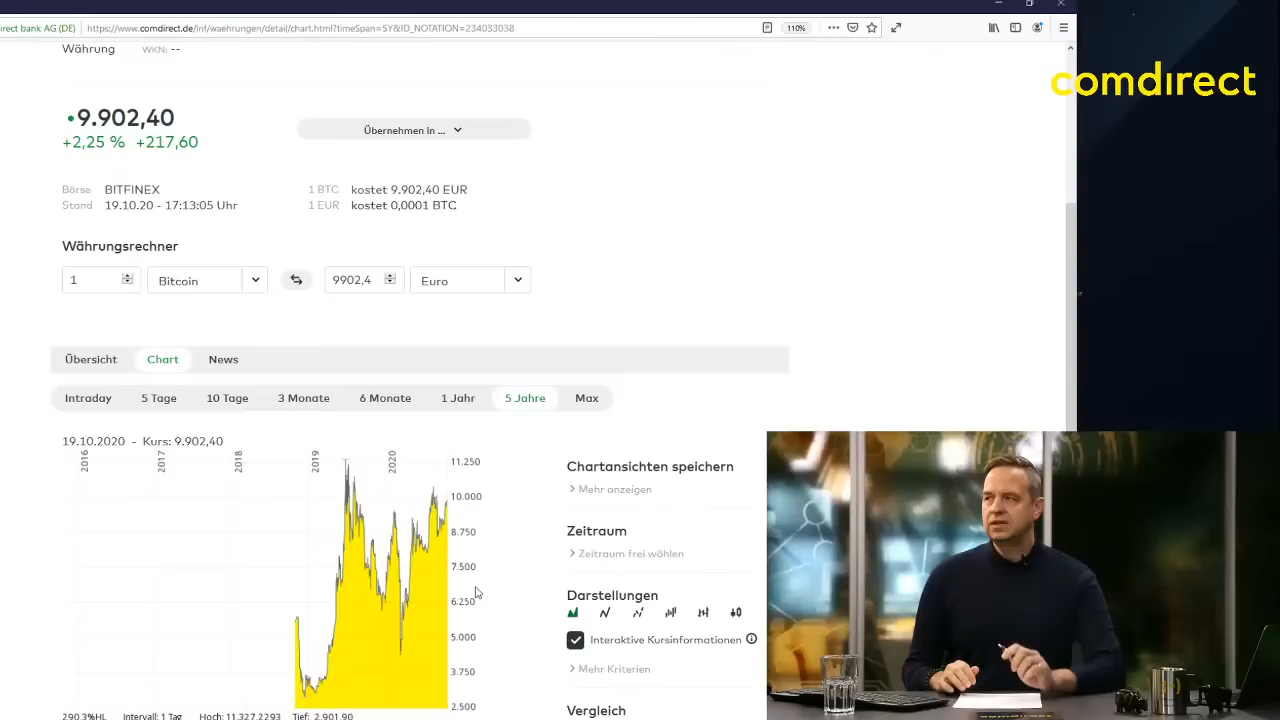 irect bank AG (DE)
https://www.comdirect.de/inf/waehrungen/detail/chart.html?timeSpan=5Y&ID_NOTATION=234033038
110%
comdırect
Währung WKN: --
9.902,40
+2,25 % +217,60
Übernehmen in ...
Börse BITFINEX
1 BTC kostet 9.902,40 EUR
Stand 19.10.20 - 17:13:05 Uhr
1 EUR kostet 0,0001 BTC
Währungsrechner
1 Bitcoin 9902,4 Euro
Übersicht Chart News
Intraday 5 Tage 10 Tage 3 Monate 6 Monate 1 Jahr 5 Jahre Max
19.10.2020 - Kurs: 9.902,40
2016 2017 2018 2019 2020
11.250
10.000
8.750
7.500
6.250
5.000
3.750
2.500
290.3%HL Intervall: 1 Tag Hoch: 11.327,2293 Tief: 2.901,90
Chartansichten speichern
Mehr anzeigen
Zeitraum
Zeitraum frei wählen
Darstellungen
Interaktive Kursinformationen
Mehr Kriterien
Vergleich